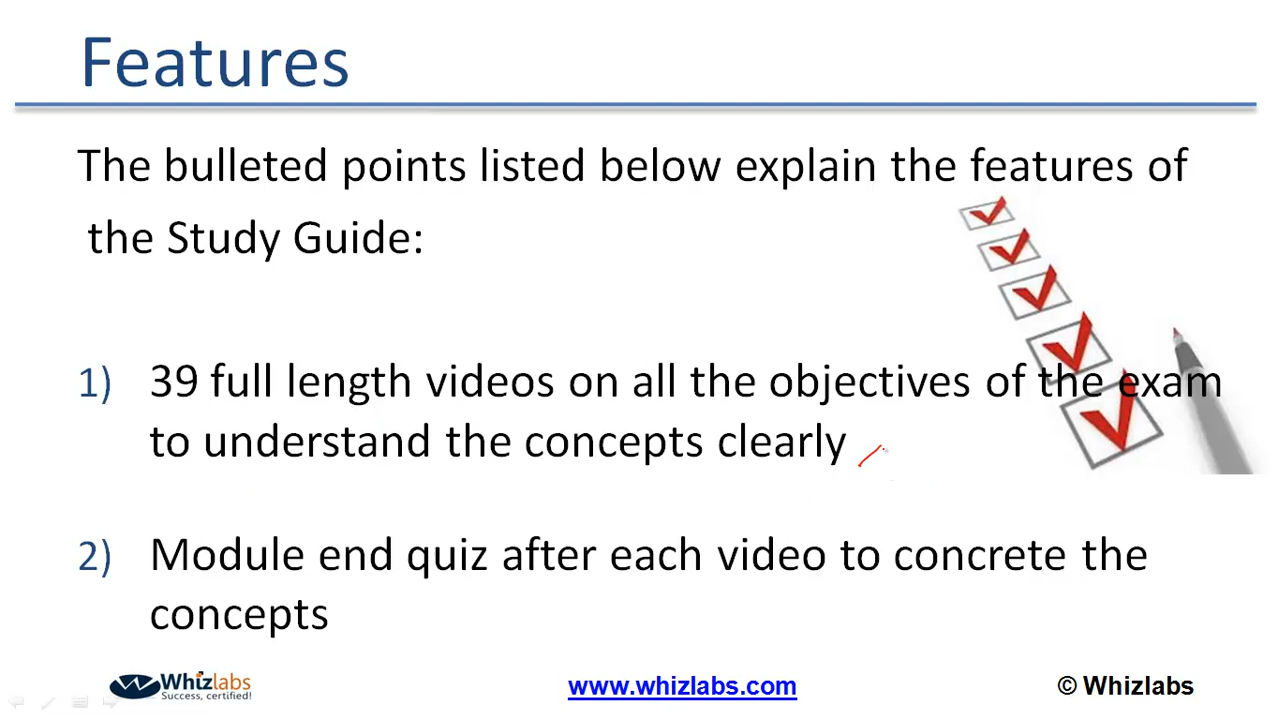 Features
The bulleted points listed below explain the features of
the Study Guide:
1) 39 full length videos on all the objectives of the exam
to understand the concepts clearly
2) Module end quiz after each video to concrete the
concepts
Whizlabs
Success, certified!
www.whizlabs.com
© Whizlabs